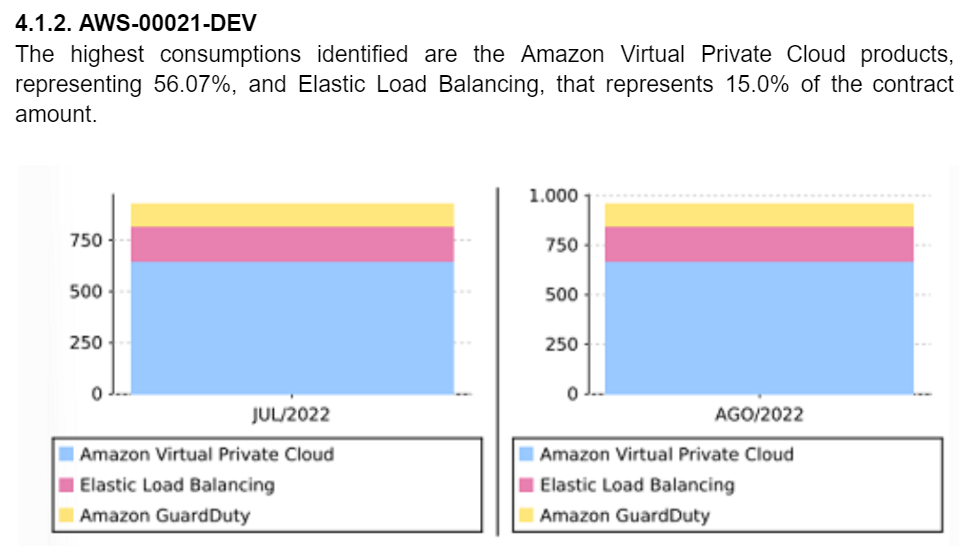 4.1.2. AWS-00021-DEV
The highest consumptions identified are the Amazon Virtual Private Cloud products,
representing 56.07%, and Elastic Load Balancing, that represents 15.0% of the contract
amount.
750
500
250
0
JUL/2022
Amazon Virtual Private Cloud
Elastic Load Balancing
Amazon GuardDuty
1.000
750
500
250
0
AGO/2022
Amazon Virtual Private Cloud
Elastic Load Balancing
Amazon GuardDuty